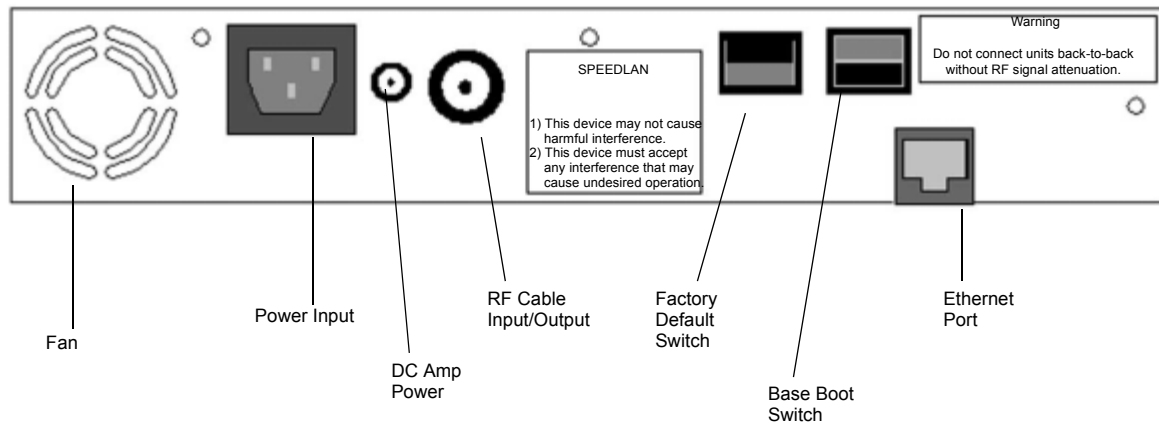 Warning
Do not connect units back-to-back
without RF signal attenuation.
SPEEDLAN
1) This device may not cause
harmful interference.
2) This device must accept
any interference that may
cause undesired operation.
Fan
Power Input
DC Amp
Power
RF Cable
Input/Output
Factory
Default
Switch
Base Boot
Switch
Ethernet
Port